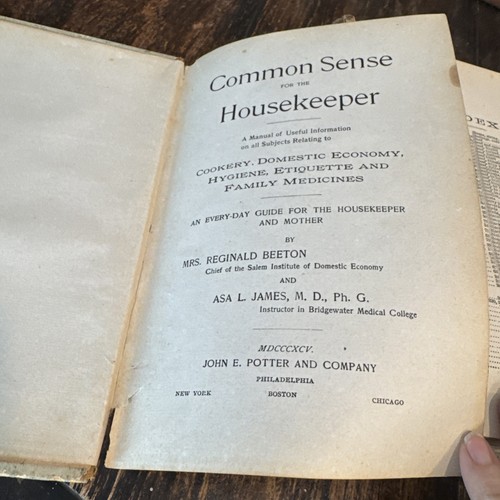 Common Sense
FOR THE
Housekeeper
A Manual of Useful Information
on all Subjects Relating to
COOKERY, DOMESTIC ECONOMY,
HYGIENE, ETIQUETTE AND
FAMILY MEDICINES
AN EVERY-DAY GUIDE FOR THE HOUSEKEEPER
AND MOTHER
BY
MRS. REGINALD BEETON
Chief of the Salem Institute of Domestic Economy
AND
ASA L. JAMES, M. D., Ph. G.
Instructor in Bridgewater Medical College
MDCCCXCV.
JOHN E. POTTER AND COMPANY
PHILADELPHIA
NEW YORK BOSTON CHICAGO